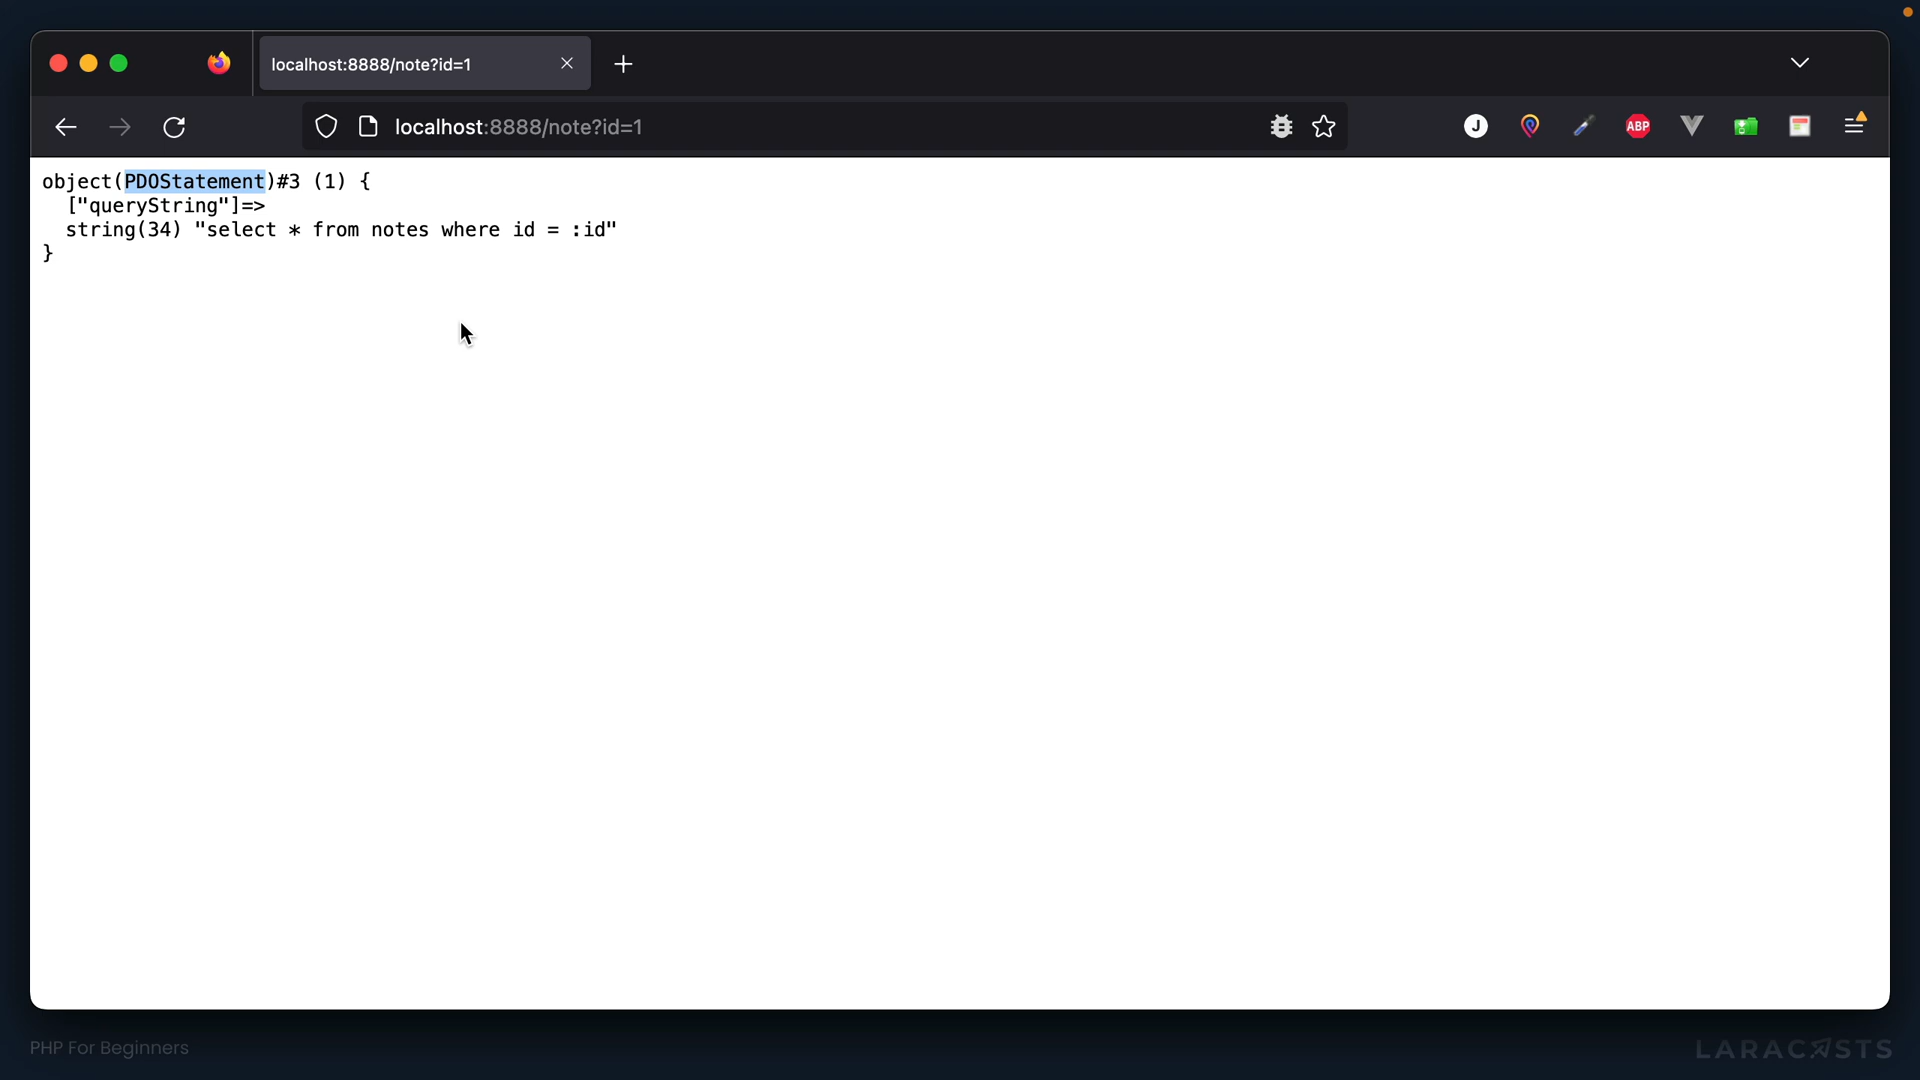 localhost:8888/note?id=1
localhost:8888/note?id=1
J
ABP
object(PDOStatement)#3 (1) {
  ["queryString"]=>
  string(34) "select * from notes where id = :id"
}
PHP For Beginners
LARACASTS